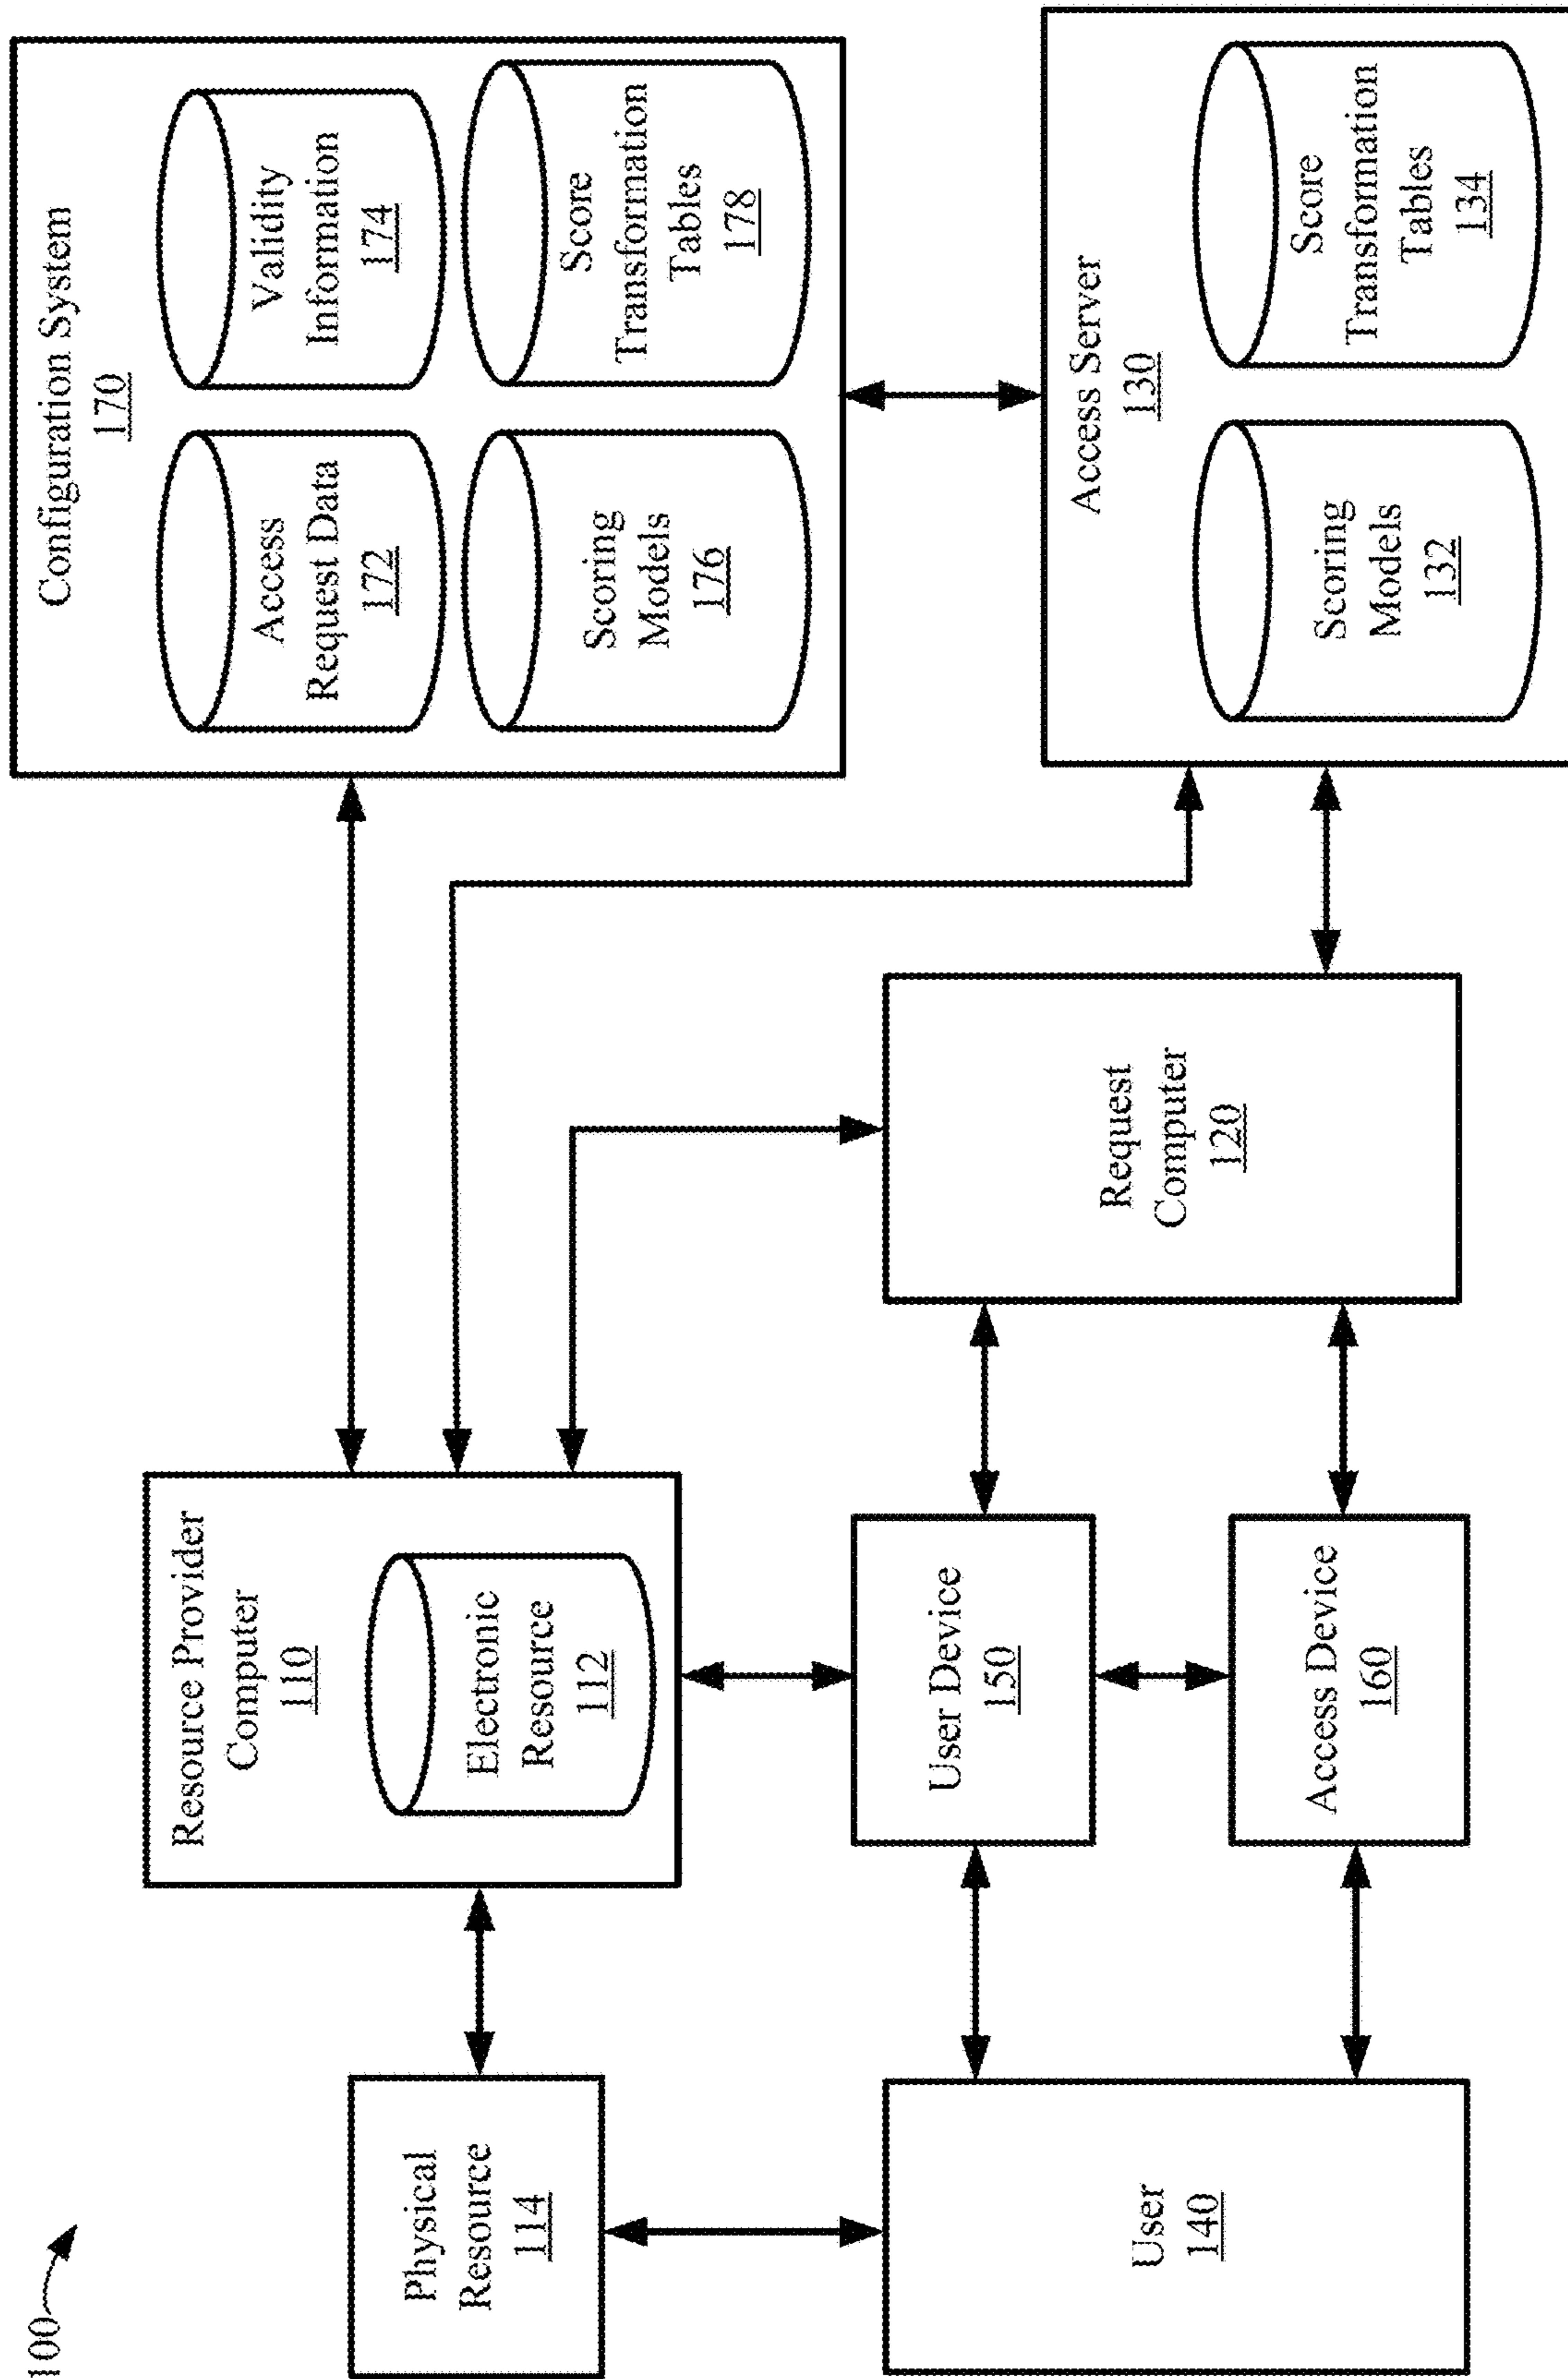 100
Physical
Resource
114
User
140
Resource Provider
Computer
110
Electronic
Resource
112
User Device
150
Access Device
160
Request
Computer
120
Configuration System
170
Access
Request Data
172
Validity
Information
174
Scoring
Models
176
Score
Transformation
Tables
178
Access Server
130
Scoring
Models
132
Score
Transformation
Tables
134